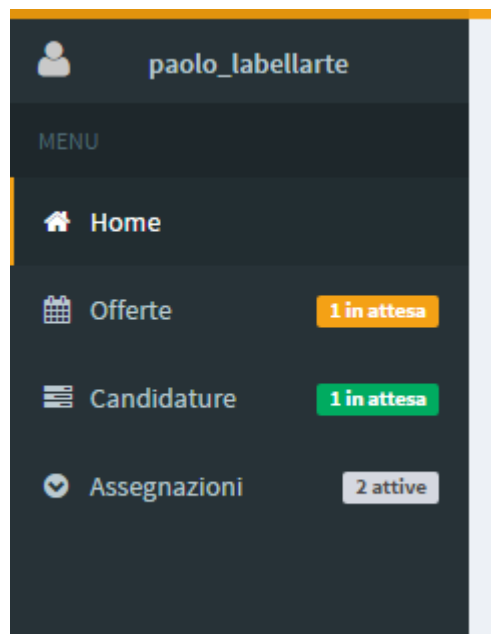 paolo_labellarte
MENU
Home
Offerte 1 in attesa
Candidature 1 in attesa
Assegnazioni 2 attive